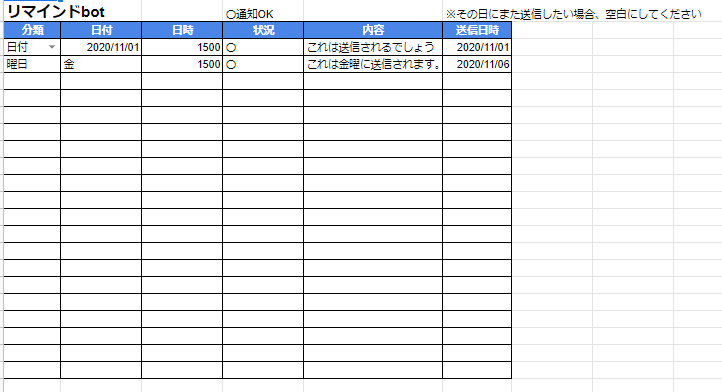 リマインドbot 〇通知OK ※その日にまた送信したい場合、空白にしてください
分類 日付 日時 状況 内容 送信日時
日付 2020/11/01 1500 〇 これは送信されるでしょう 2020/11/01
曜日 金 1500 〇 これは金曜に送信されます。 2020/11/06